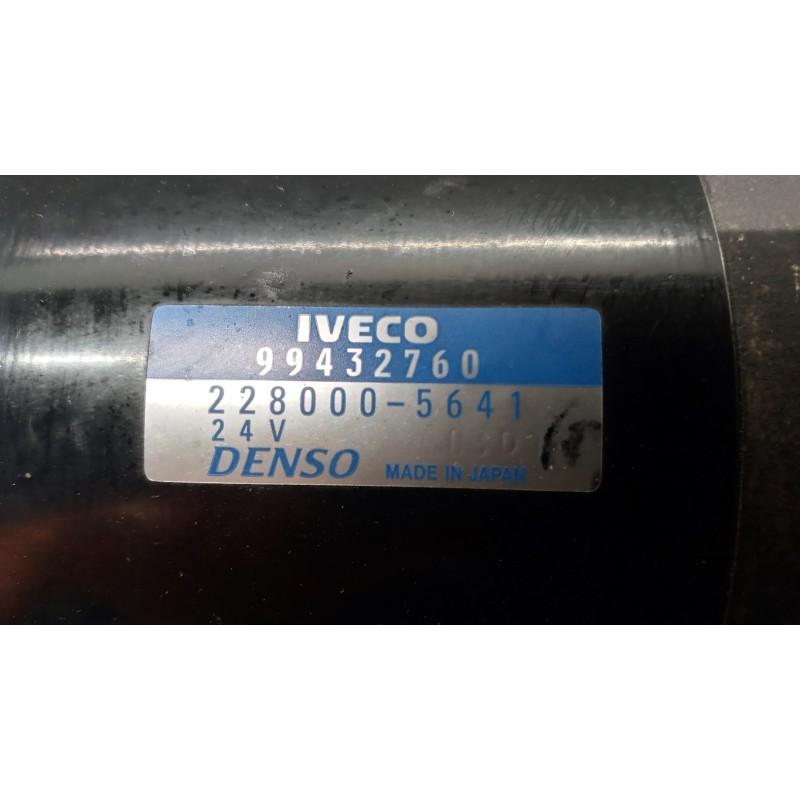 IVECO
99432760
228000-5641
24V
DENSO MADE IN JAPAN